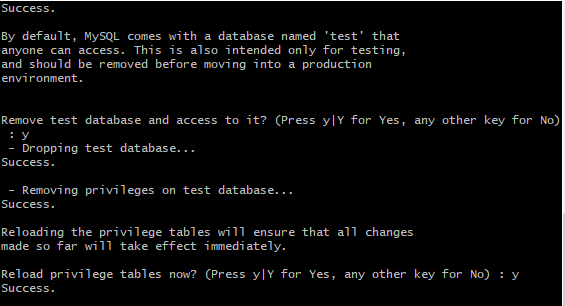 Success.
By default, MySQL comes with a database named 'test' that
anyone can access. This is also intended only for testing,
and should be removed before moving into a production
environment.
Remove test database and access to it? (Press y|Y for Yes, any other key for No)
 : y
 - Dropping test database...
Success.
 - Removing privileges on test database...
Success.
Reloading the privilege tables will ensure that all changes
made so far will take effect immediately.
Reload privilege tables now? (Press y|Y for Yes, any other key for No) : y
Success.